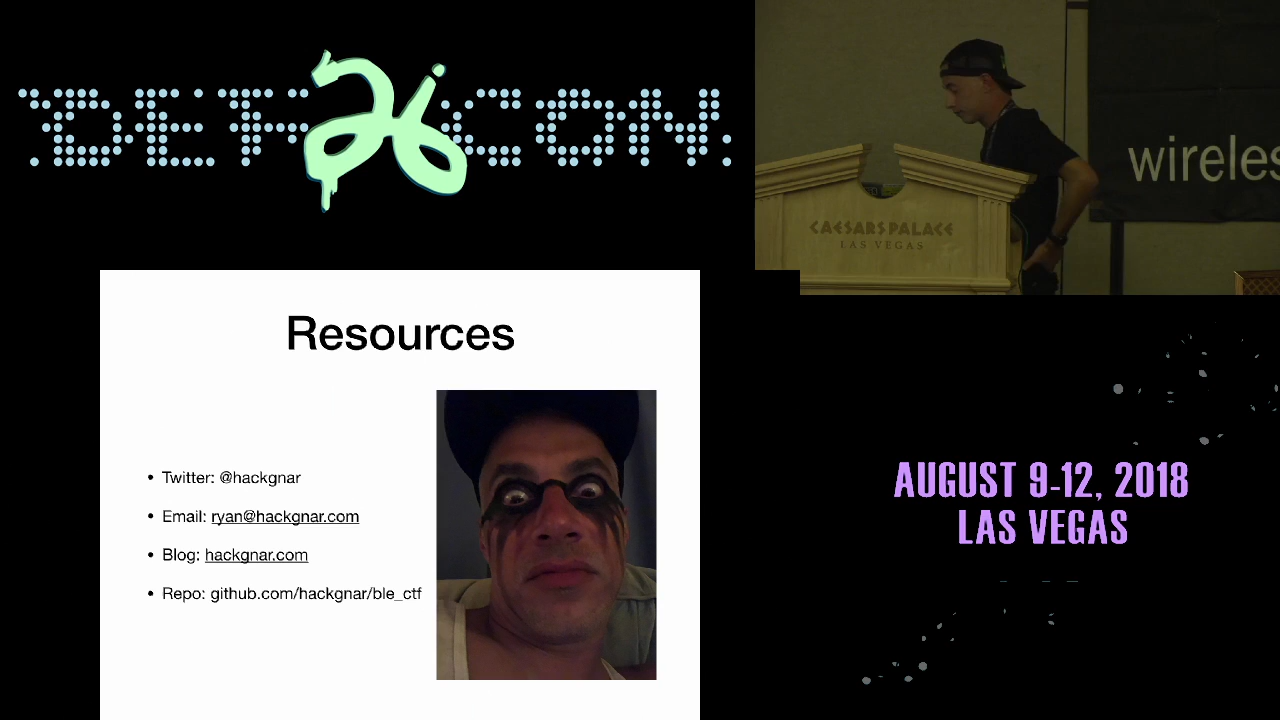 DEF CON 26
wireles
CAESARS PALACE
LAS VEGAS
Resources
• Twitter: @hackgnar
• Email: ryan@hackgnar.com
• Blog: hackgnar.com
• Repo: github.com/hackgnar/ble_ctf
AUGUST 9-12, 2018
LAS VEGAS